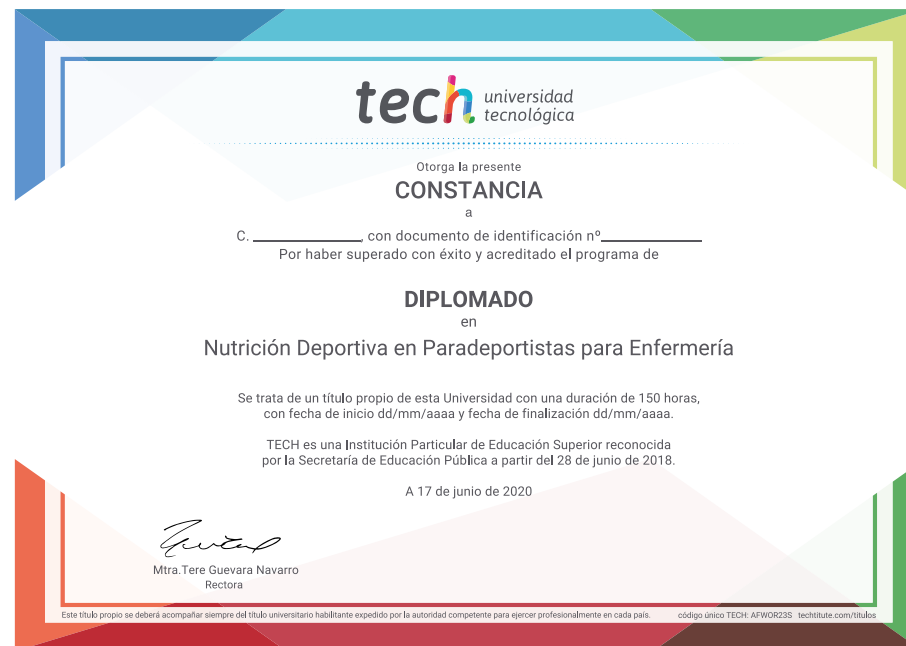 tech universidad
tecnológica
Otorga la presente
CONSTANCIA
a
C. ______________, con documento de identificación nº_____________
Por haber superado con éxito y acreditado el programa de
DIPLOMADO
en
Nutrición Deportiva en Paradeportistas para Enfermería
Se trata de un título propio de esta Universidad con una duración de 150 horas,
con fecha de inicio dd/mm/aaaa y fecha de finalización dd/mm/aaaa.
TECH es una Institución Particular de Educación Superior reconocida
por la Secretaría de Educación Pública a partir del 28 de junio de 2018.
A 17 de junio de 2020
Mtra.Tere Guevara Navarro
Rectora
Este título propio se deberá acompañar siempre del título universitario habilitante expedido por la autoridad competente para ejercer profesionalmente en cada país. código único TECH: AFWOR23S techtitute.com/titulos